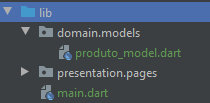 lib
domain.models
produto_model.dart
presentation.pages
main.dart